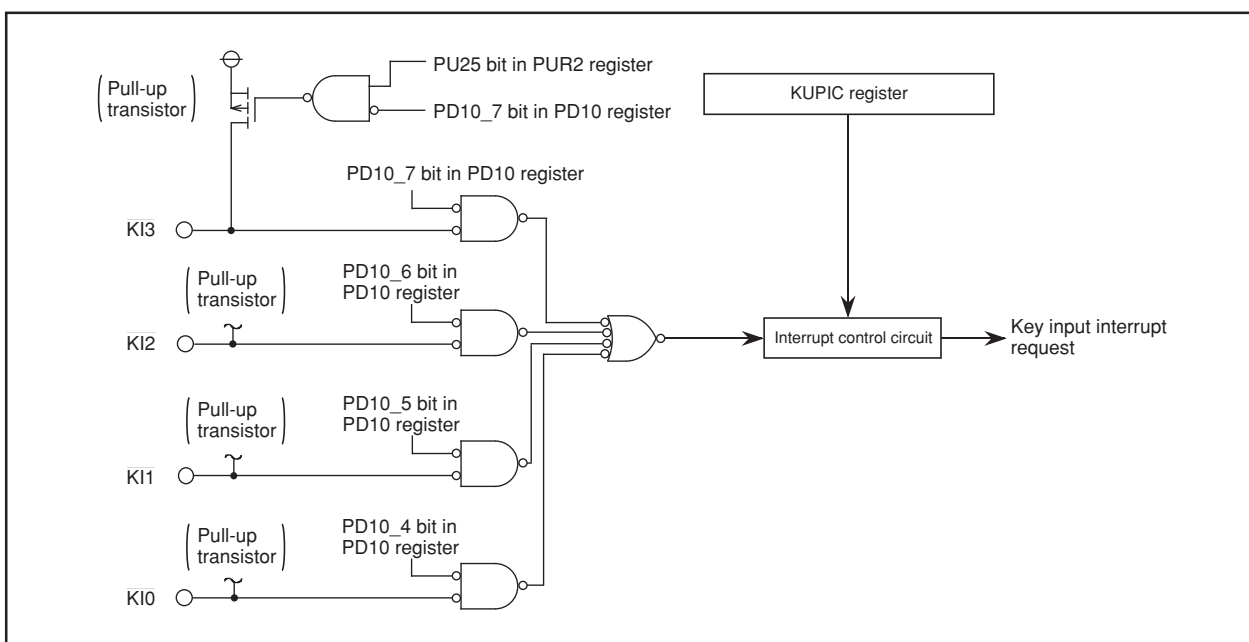 PU25 bit in PUR2 register
Pull-up
transistor
KUPIC register
PD10_7 bit in PD10 register
PD10_7 bit in PD10 register
KI3
Pull-up
transistor
PD10_6 bit in
PD10 register
KI2
Interrupt control circuit
Key input interrupt
request
Pull-up
transistor
PD10_5 bit in
PD10 register
KI1
Pull-up
transistor
PD10_4 bit in
PD10 register
KI0